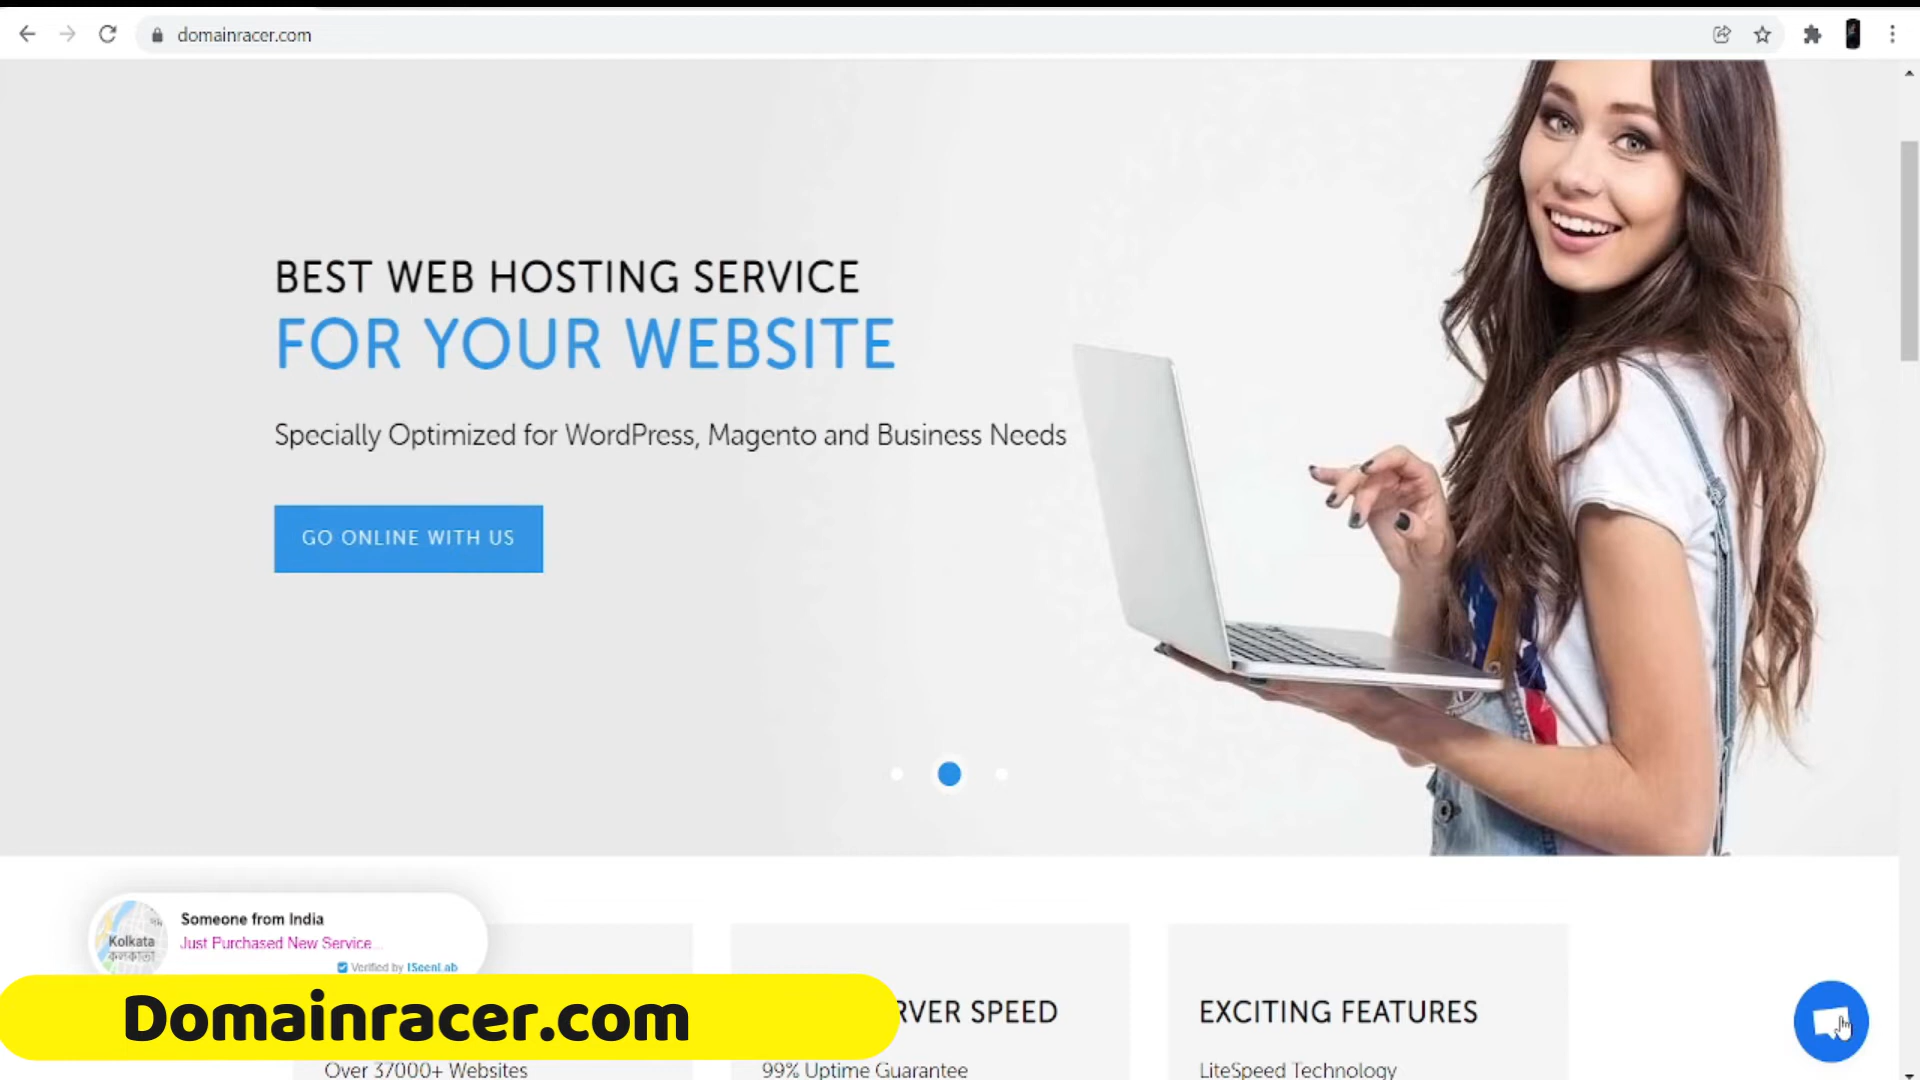 domainracer.com
BEST WEB HOSTING SERVICE
FOR YOUR WEBSITE
Specially Optimized for WordPress, Magento and Business Needs
GO ONLINE WITH US
Kolkata
কলকাতা
Someone from India
Just Purchased New Service...
Verified by ISeenLab
Domainracer.com
RVER SPEED
EXCITING FEATURES
Over 37000+ Websites
99% Uptime Guarantee
LiteSpeed Technology